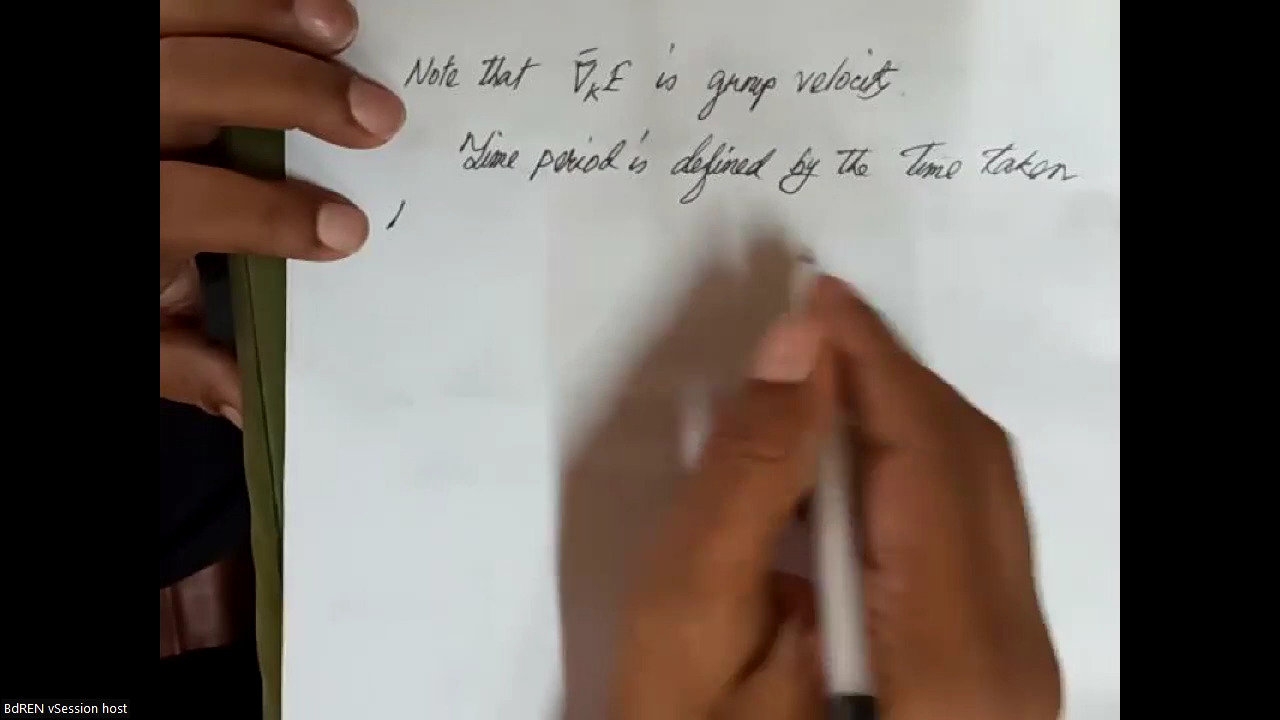 Note that ∇̄ₖE is group velocity.
Time period is defined by the Time taken
BdREN vSession host